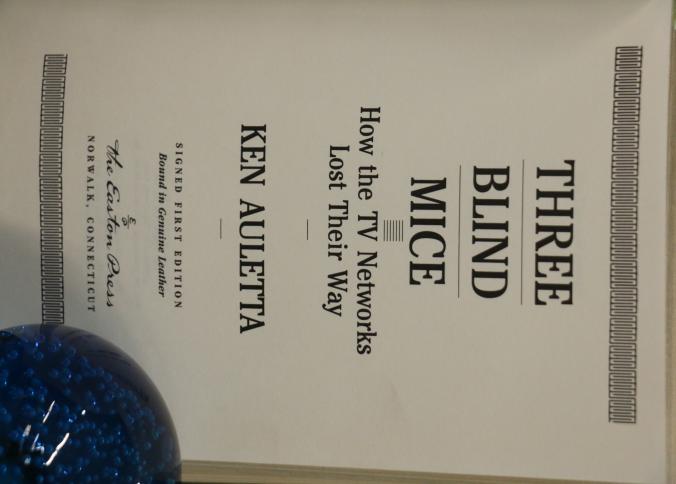 THREE
BLIND
MICE
How the TV Networks
Lost Their Way
KEN AULETTA
SIGNED FIRST EDITION
Bound in Genuine Leather
The Easton Press
NORWALK, CONNECTICUT